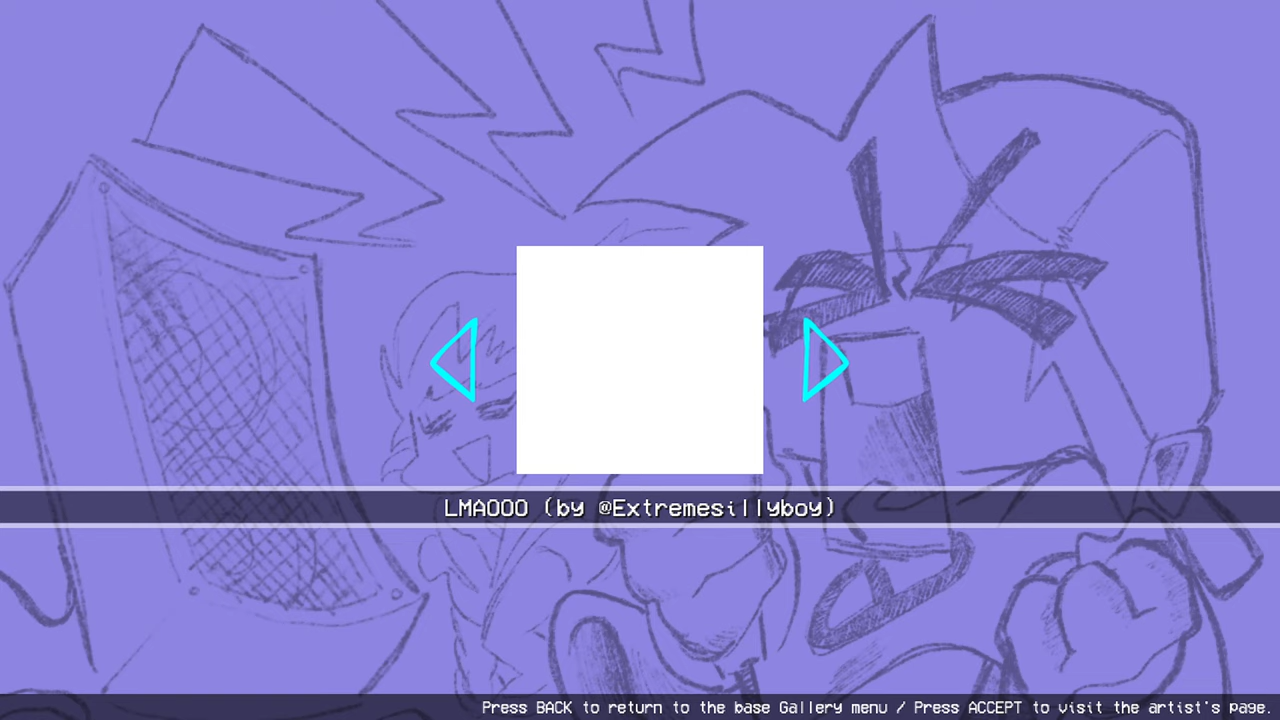 LMAOOO (by @Extremesillyboy)
Press BACK to return to the base Gallery menu / Press ACCEPT to visit the artist's page.